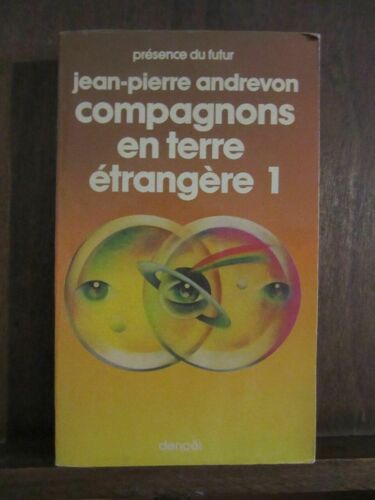 présence du futur
jean-pierre andrevon
compagnons
en terre
étrangère 1
denoël